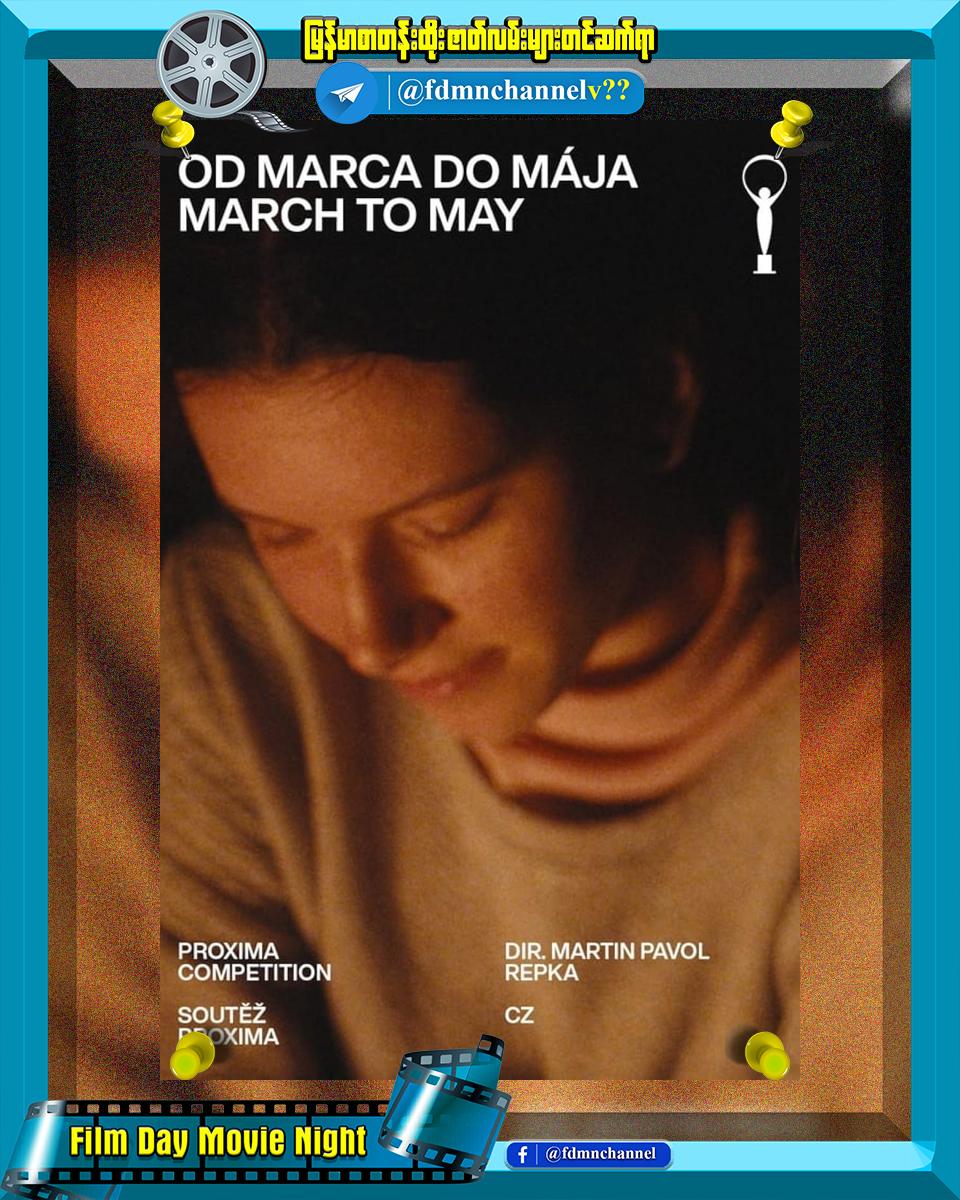 မြန်မာစာတန်းထိုးဇာတ်လမ်းများတင်ဆက်ရာ
@fdmnchannelv??
OD MARCA DO MÁJA
MARCH TO MAY
PROXIMA
COMPETITION
SOUTĚŽ
PROXIMA
DIR. MARTIN PAVOL
REPKA
CZ
Film Day Movie Night
@fdmnchannel